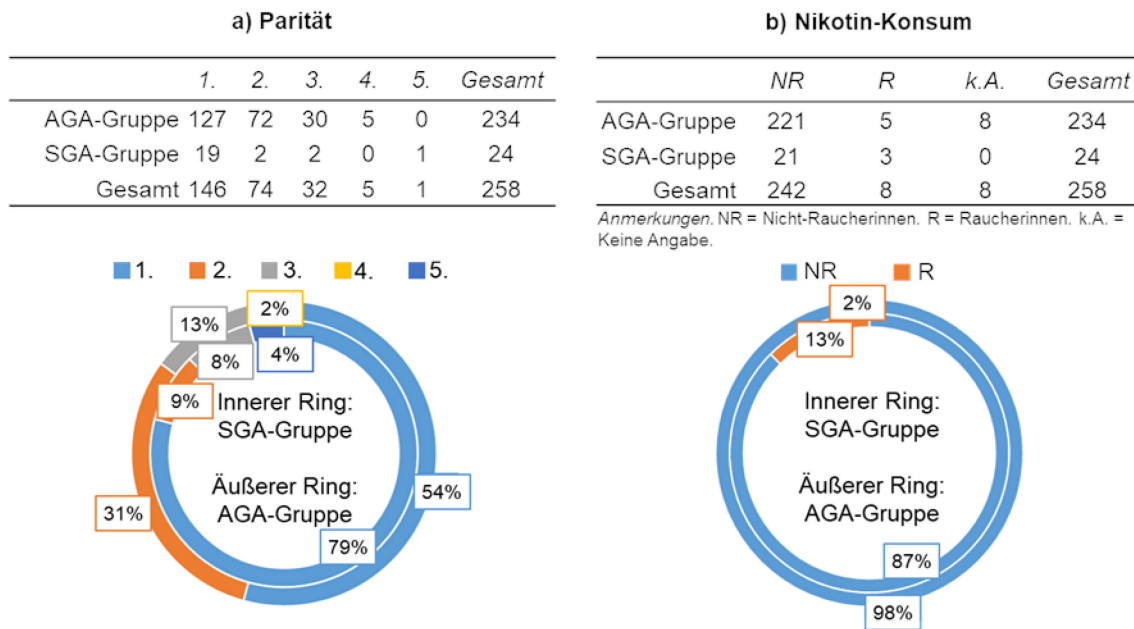 a) Parität
1. 2. 3. 4. 5. Gesamt
AGA-Gruppe 127 72 30 5 0 234
SGA-Gruppe 19 2 2 0 1 24
Gesamt 146 74 32 5 1 258
1. 2. 3. 4. 5.
2%
13%
8%
4%
9%
Innerer Ring:
SGA-Gruppe
Äußerer Ring:
AGA-Gruppe
54%
31%
79%
b) Nikotin-Konsum
NR R k.A. Gesamt
AGA-Gruppe 221 5 8 234
SGA-Gruppe 21 3 0 24
Gesamt 242 8 8 258
Anmerkungen. NR = Nicht-Raucherinnen. R = Raucherinnen. k.A. =
Keine Angabe.
NR R
2%
13%
Innerer Ring:
SGA-Gruppe
Äußerer Ring:
AGA-Gruppe
87%
98%